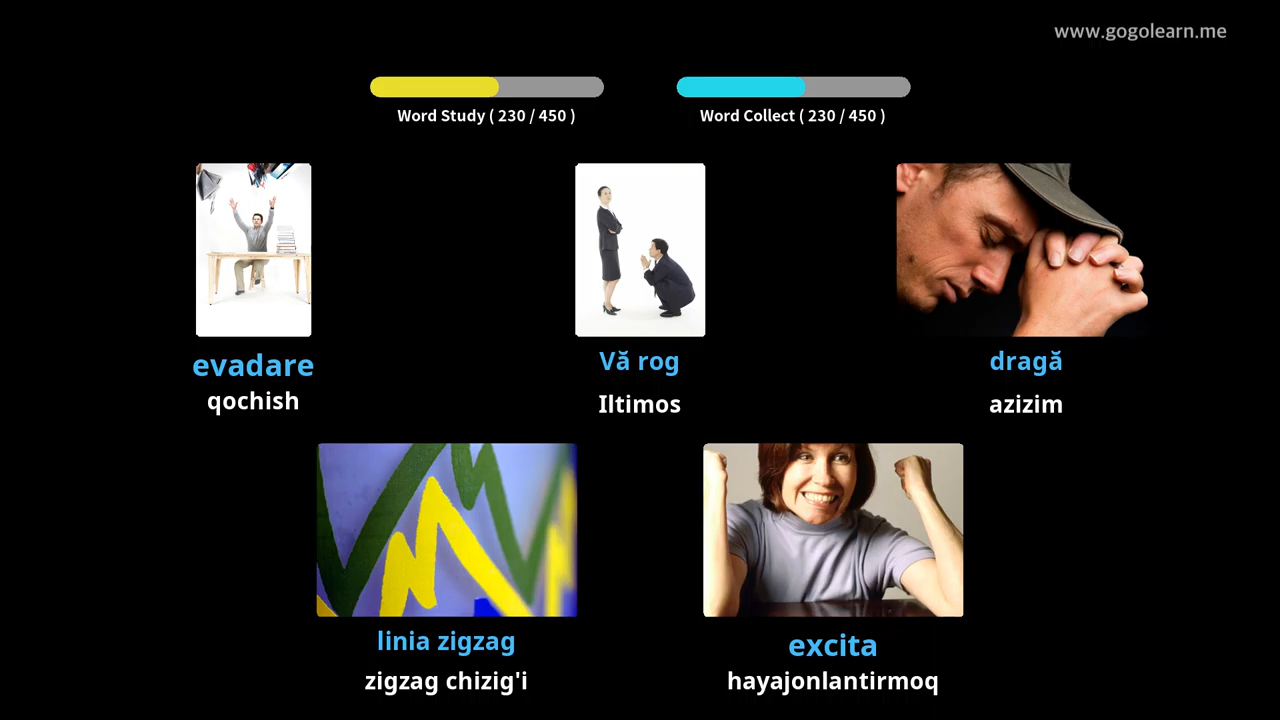 www.gogolearn.me
Word Study ( 230 / 450 )
Word Collect ( 230 / 450 )
evadare
qochish
Vă rog
Iltimos
dragă
azizim
linia zigzag
zigzag chizig'i
excita
hayajonlantirmoq